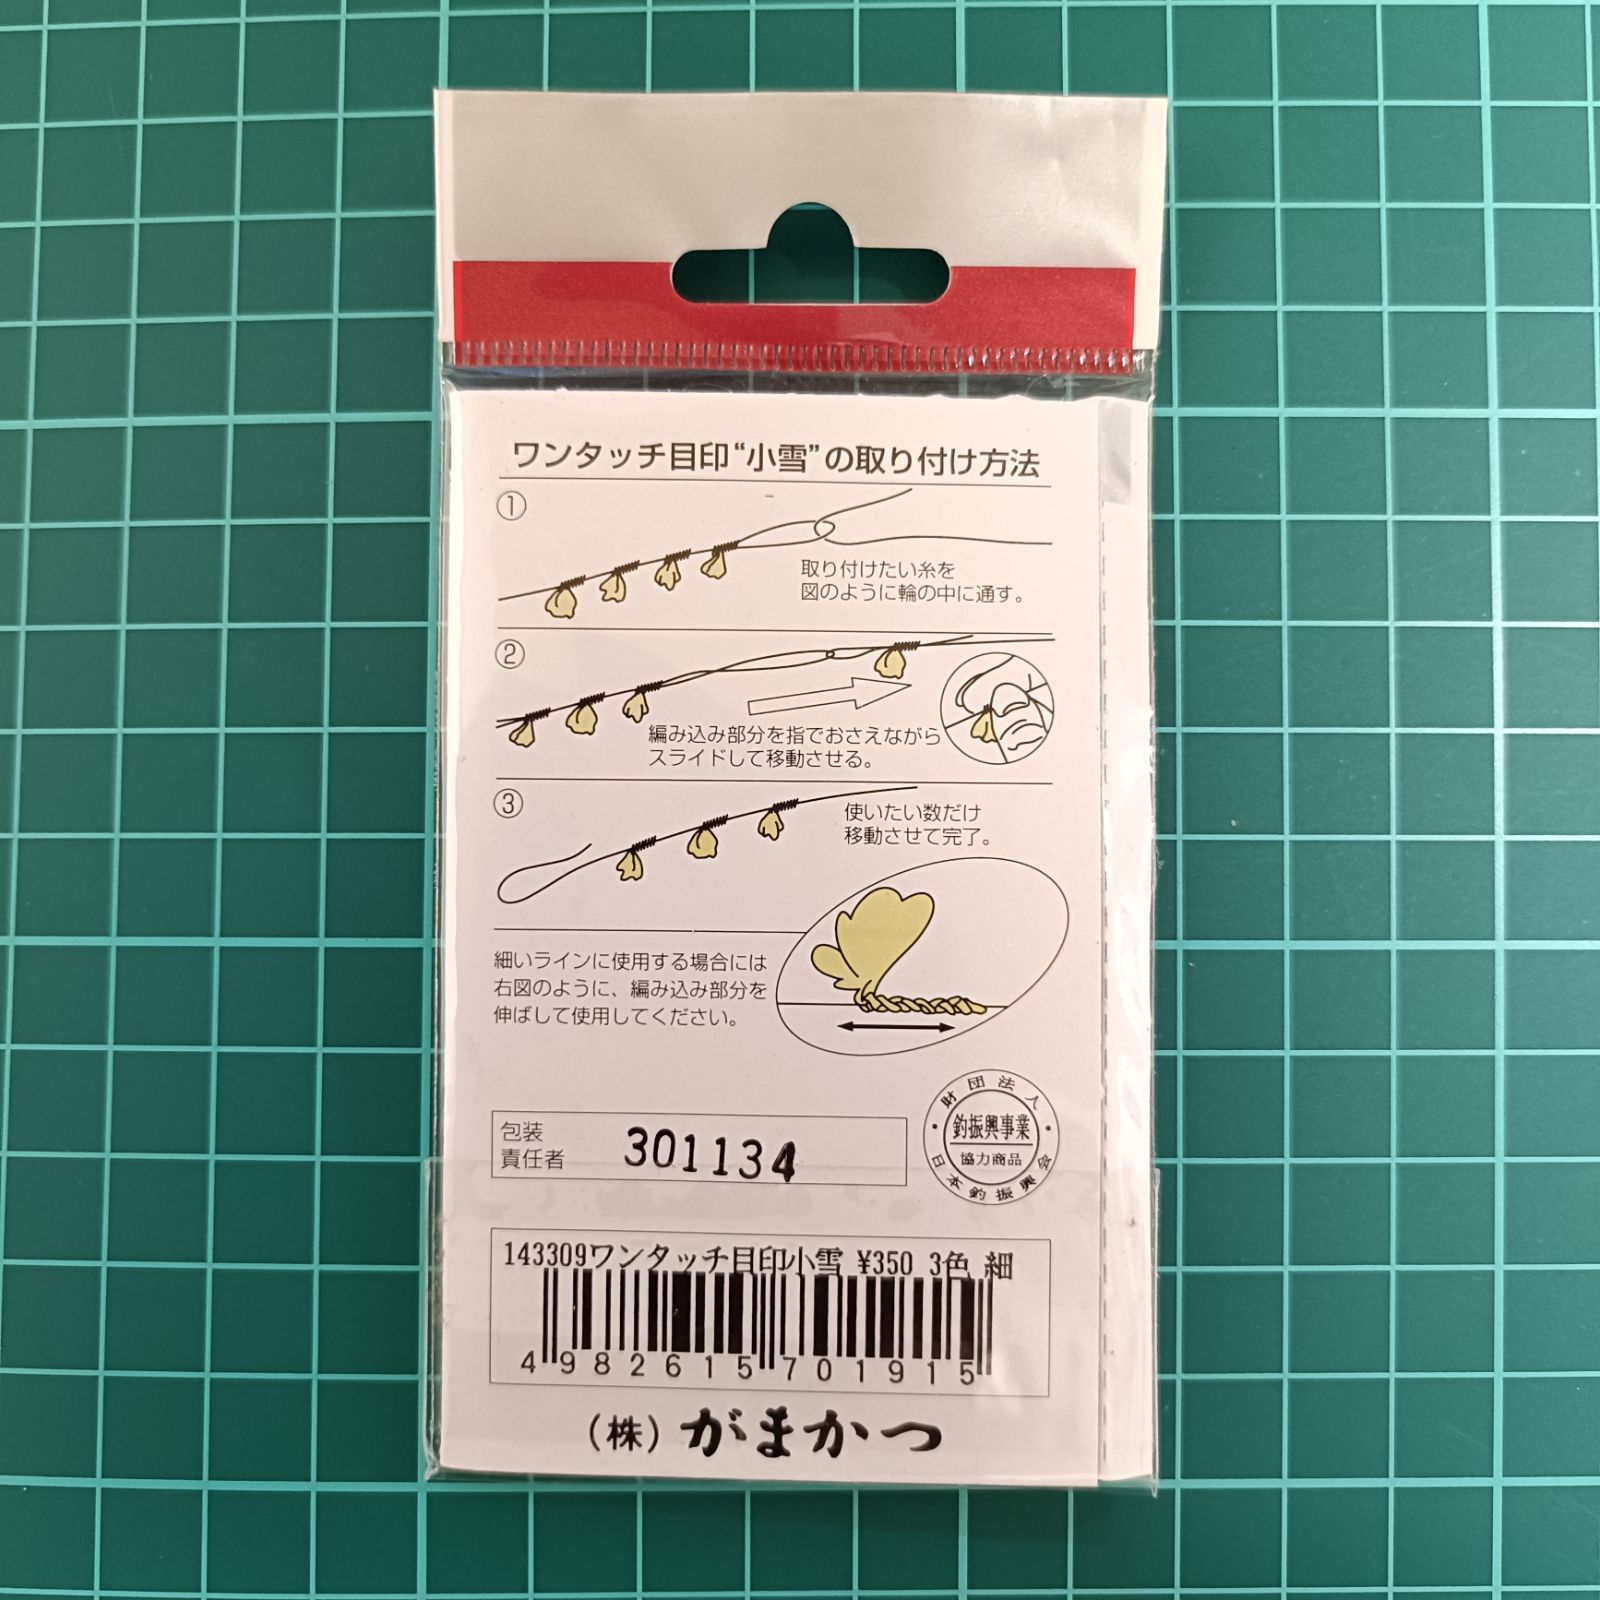 ワンタッチ目印“小雪”の取り付け方法
①
取り付けたい糸を
図のように輪の中に通す。
②
編み込み部分を指でおさえながら
スライドして移動させる。
③
使いたい数だけ
移動させて完了。
細いラインに使用する場合には
右図のように、編み込み部分を
伸ばして使用してください。
包装
責任者
301134
財団法人
釣振興事業
協力商品
日本釣振興会
143309ワンタッチ目印小雪 ¥350 3色 細
4982615701915
(株)がまかつ